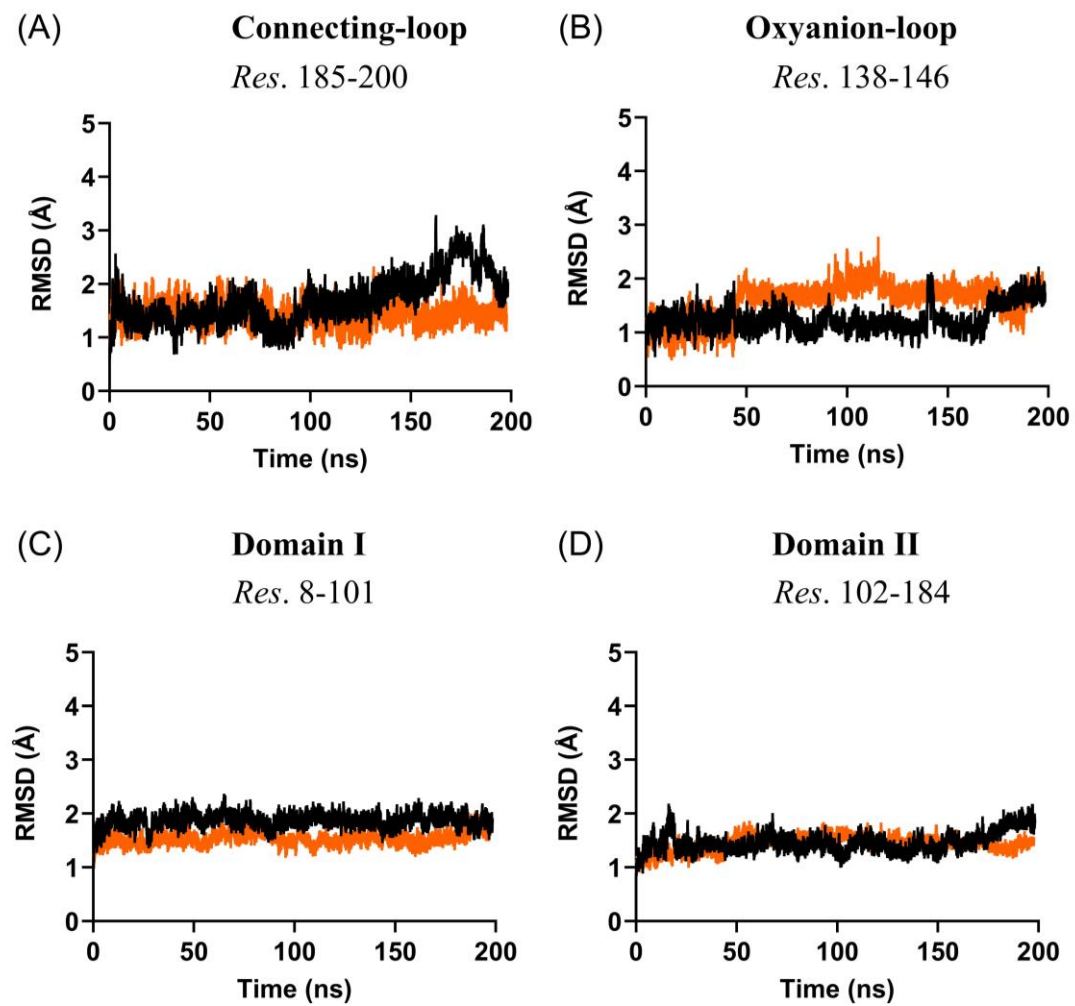 (A) Connecting-loop
Res. 185-200
5
4
3
2
1
0
RMSD (Å)
0 50 100 150 200
Time (ns)
(B) Oxyanion-loop
Res. 138-146
5
4
3
2
1
0
RMSD (Å)
0 50 100 150 200
Time (ns)
(C) Domain I
Res. 8-101
5
4
3
2
1
0
RMSD (Å)
0 50 100 150 200
Time (ns)
(D) Domain II
Res. 102-184
5
4
3
2
1
0
RMSD (Å)
0 50 100 150 200
Time (ns)